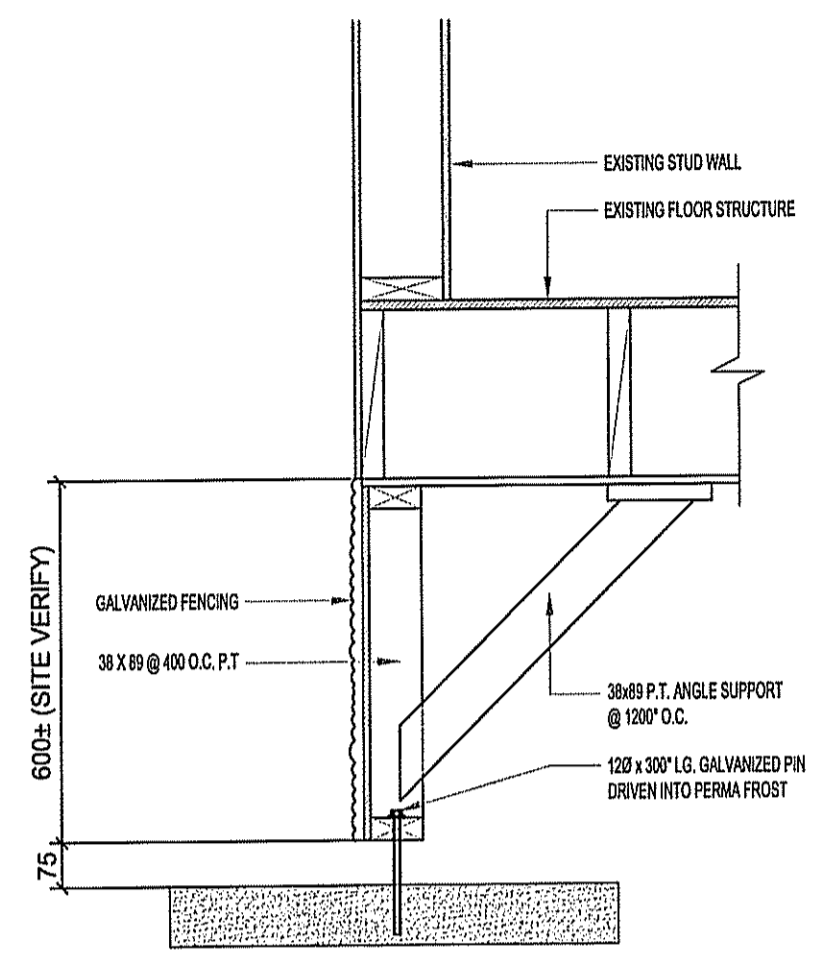 EXISTING STUD WALL
EXISTING FLOOR STRUCTURE
600± (SITE VERIFY)
GALVANIZED FENCING
38 X 89 @ 400 O.C. P.T
38x89 P.T. ANGLE SUPPORT
@ 1200" O.C.
12Ø x 300" LG. GALVANIZED PIN
DRIVEN INTO PERMA FROST
75